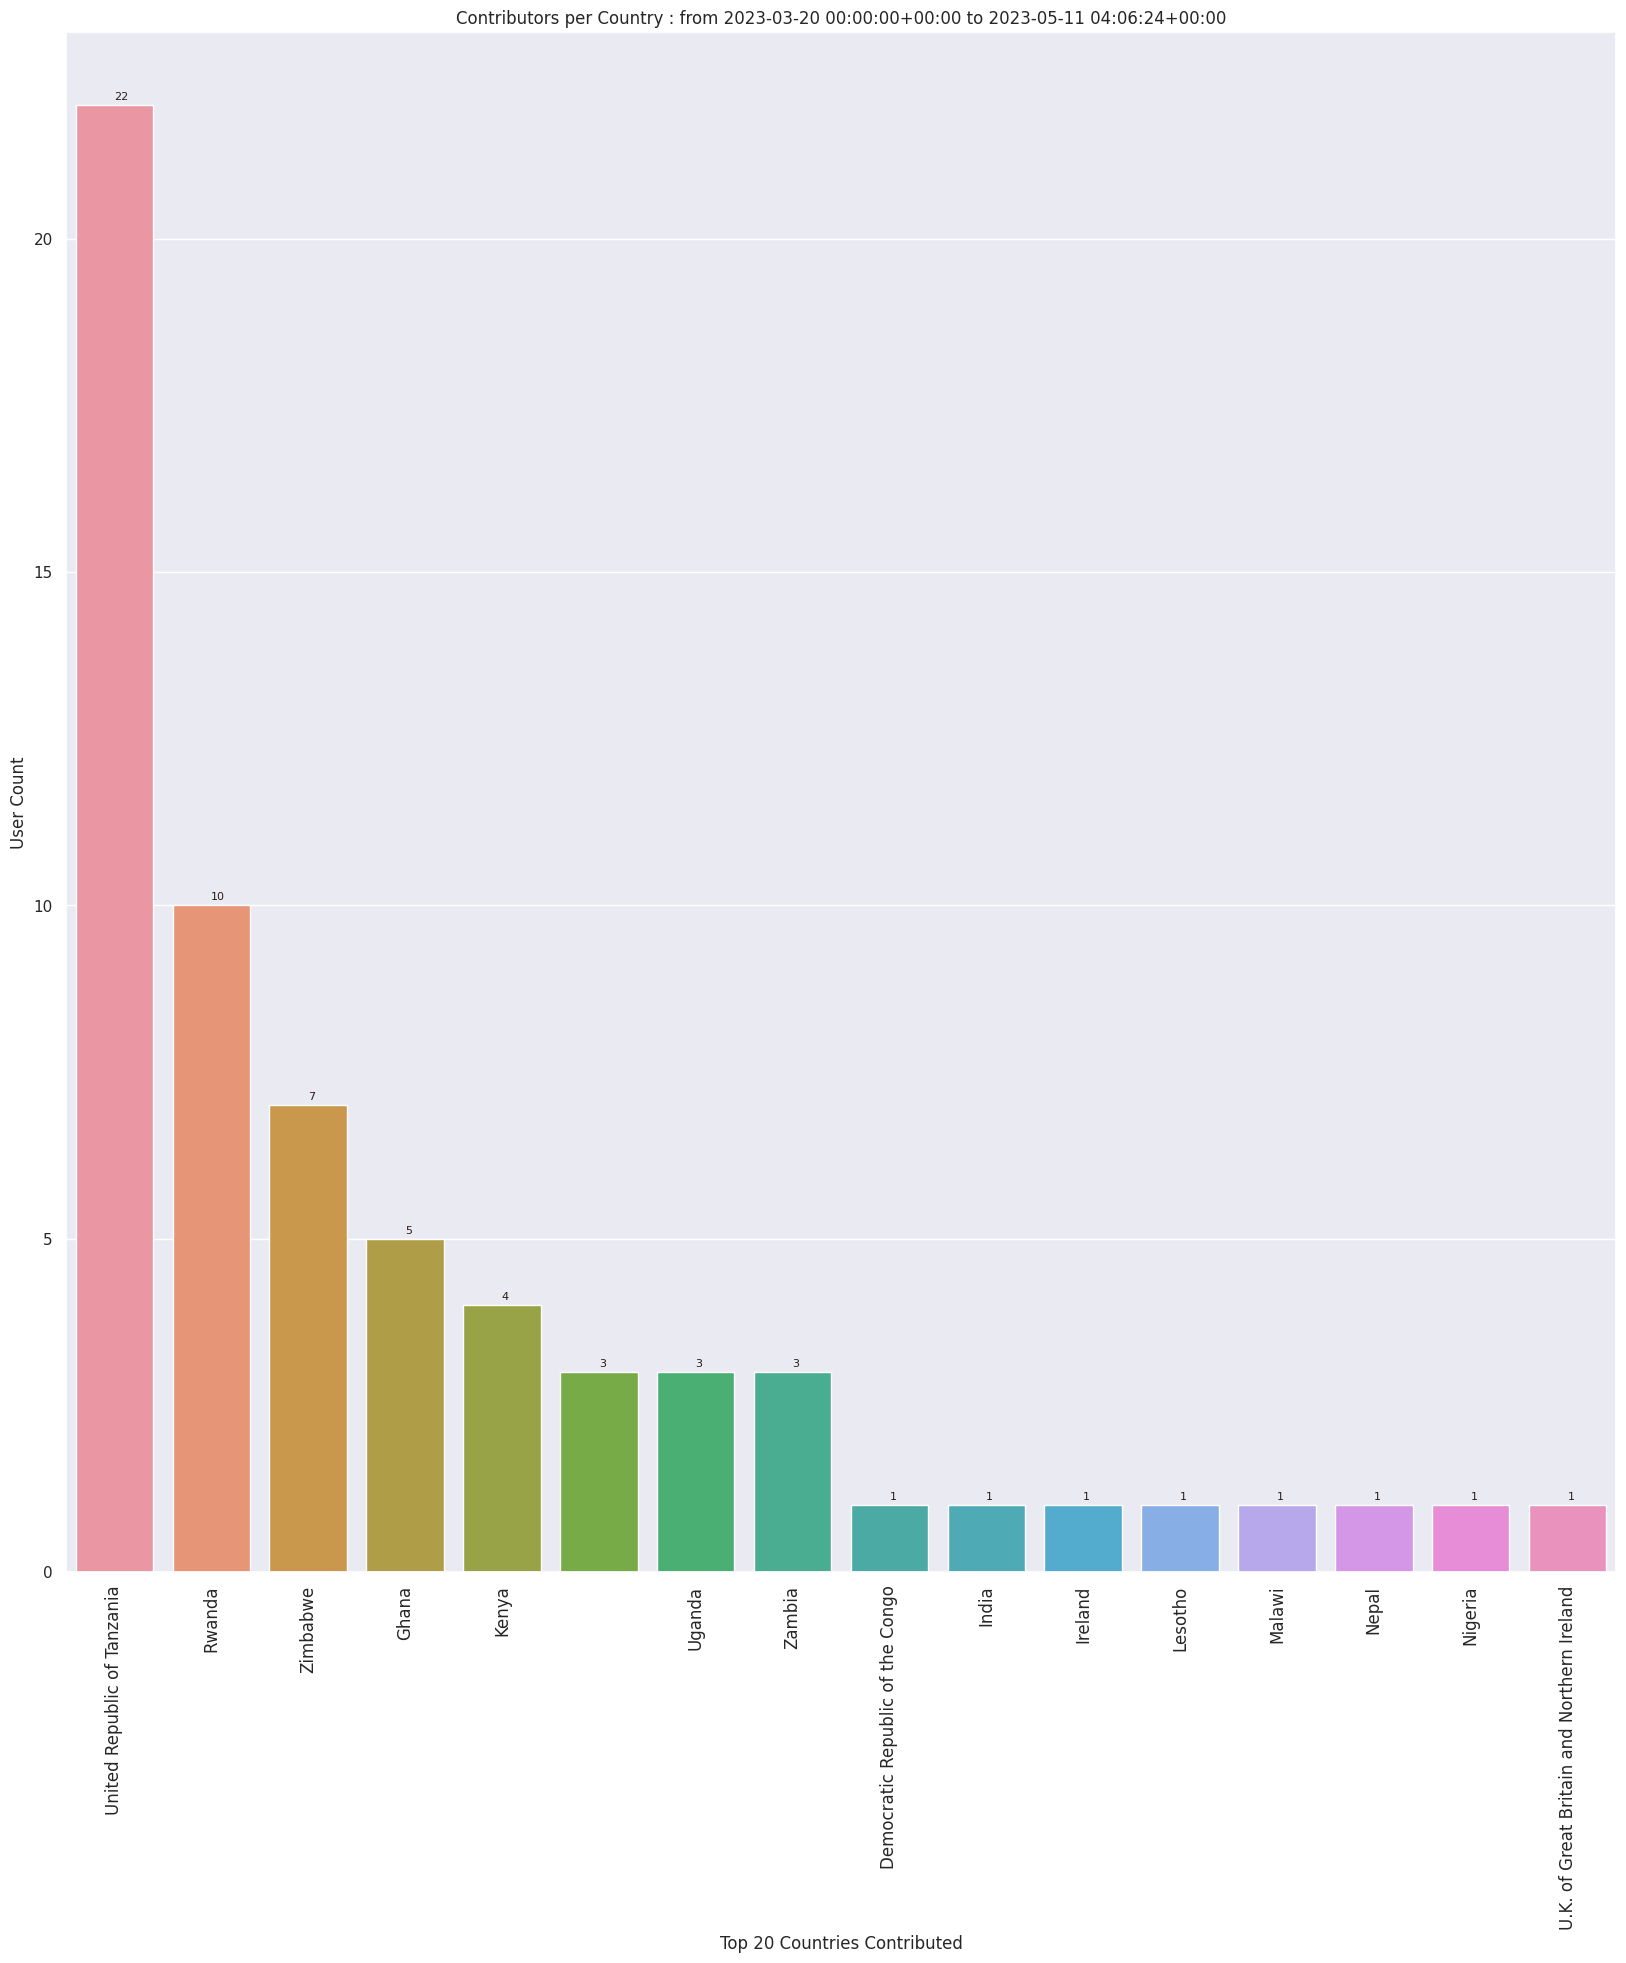 Contributors per Country : from 2023-03-20 00:00:00+00:00 to 2023-05-11 04:06:24+00:00
22
20
15
User Count
10
10
7
5
5
4
3
3
3
1
1
1
1
1
1
1
1
0
United Republic of Tanzania
Rwanda
Zimbabwe
Ghana
Kenya
Uganda
Zambia
Democratic Republic of the Congo
India
Ireland
Lesotho
Malawi
Nepal
Nigeria
U.K. of Great Britain and Northern Ireland
Top 20 Countries Contributed